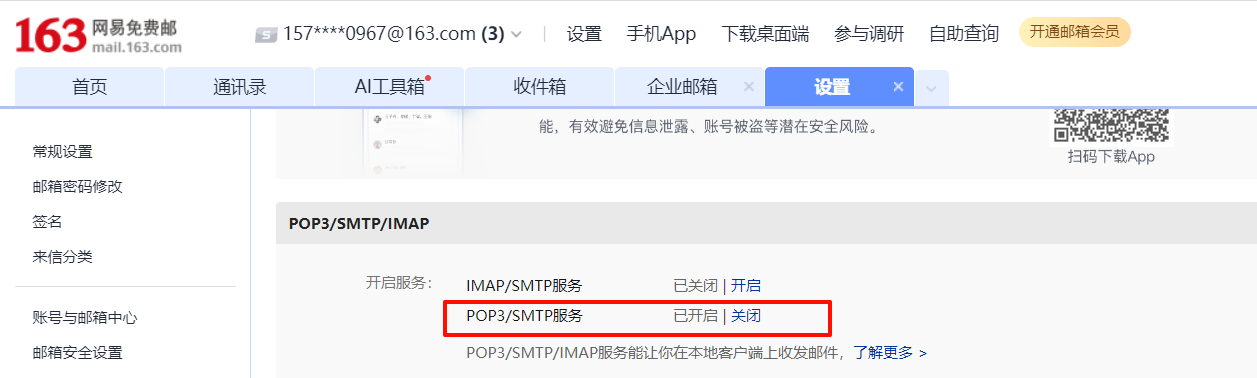 163 网易免费邮
mail.163.com
157****0967@163.com (3) 设置 手机App 下载桌面端 参与调研 自助查询 开通邮箱会员
首页 通讯录 AI工具箱 收件箱 企业邮箱 × 设置 ×
能，有效避免信息泄露、账号被盗等潜在安全风险。
扫码下载App
常规设置
邮箱密码修改
签名
来信分类
账号与邮箱中心
邮箱安全设置
POP3/SMTP/IMAP
开启服务： IMAP/SMTP服务 已关闭 | 开启
POP3/SMTP服务 已开启 | 关闭
POP3/SMTP/IMAP服务能让你在本地客户端上收发邮件，了解更多 >